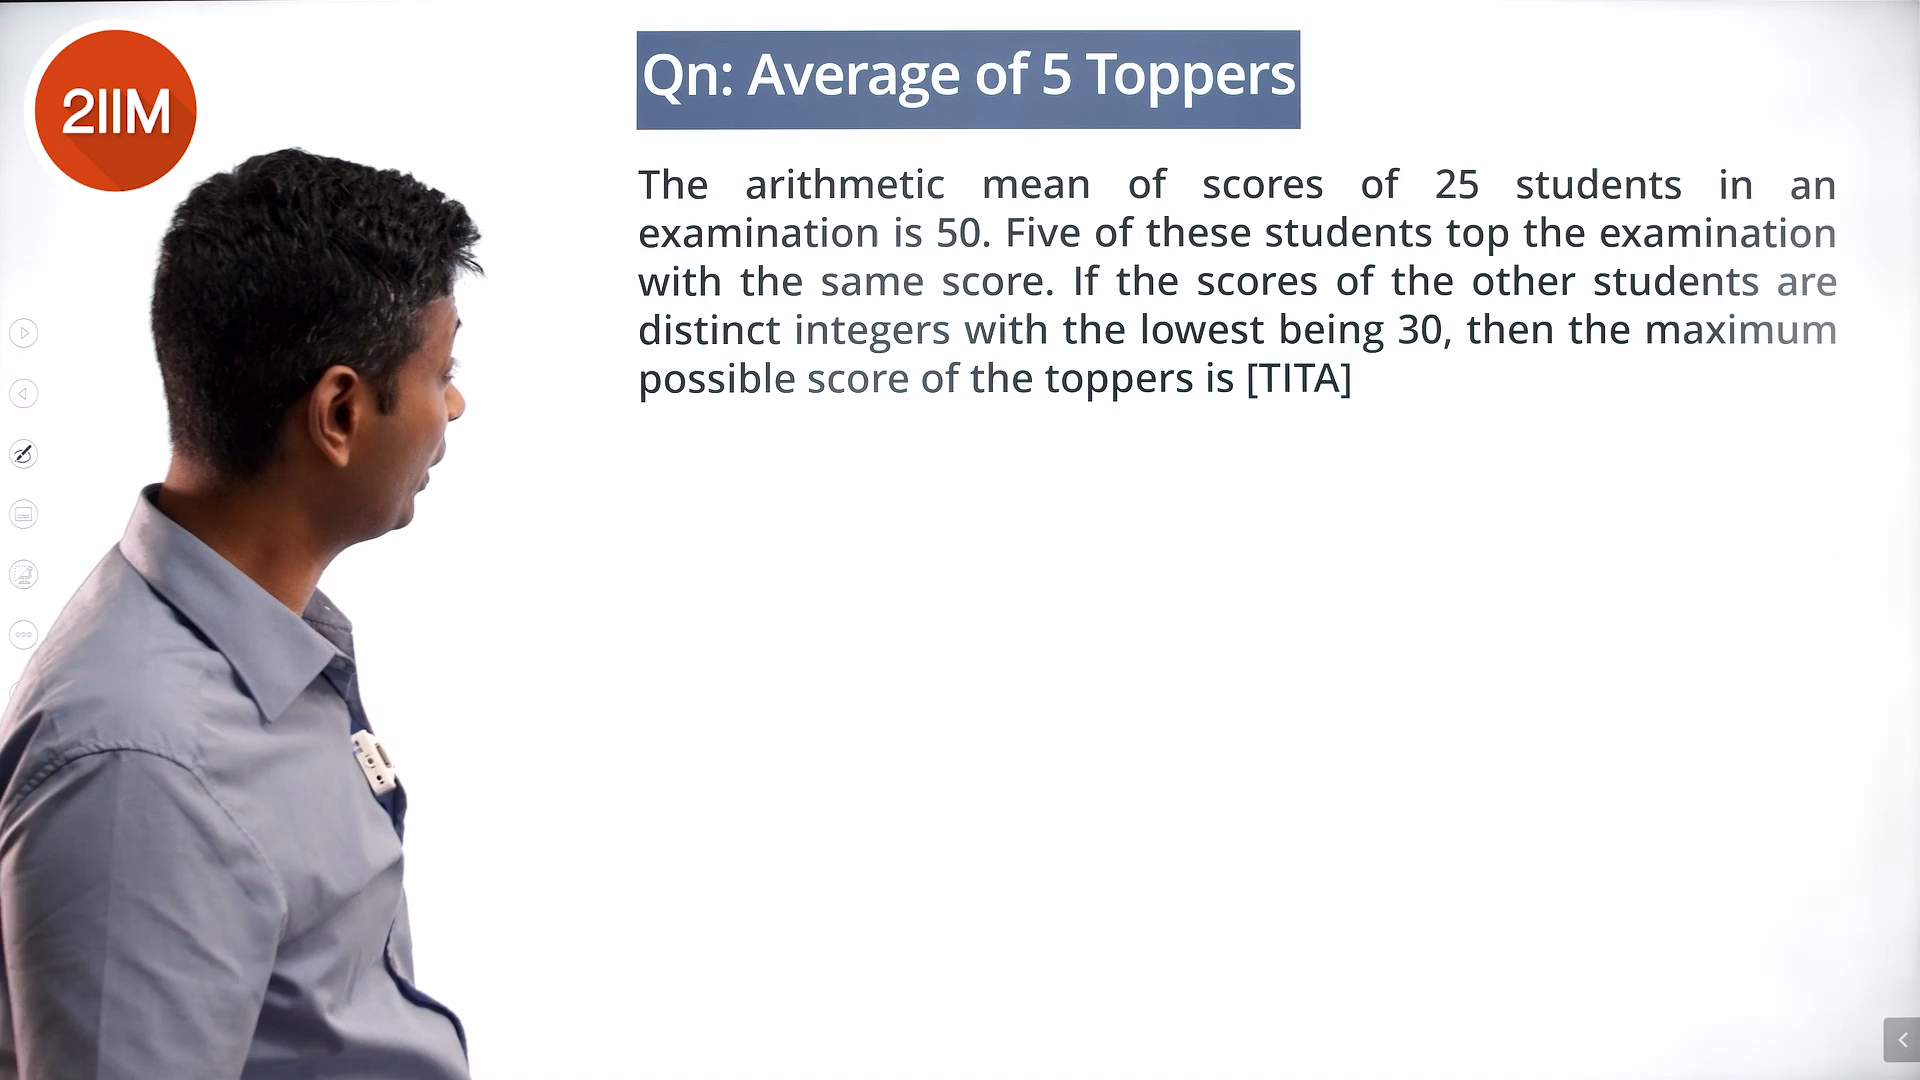 2IIM
Qn: Average of 5 Toppers
The arithmetic mean of scores of 25 students in an
examination is 50. Five of these students top the examination
with the same score. If the scores of the other students are
distinct integers with the lowest being 30, then the maximum
possible score of the toppers is [TITA]